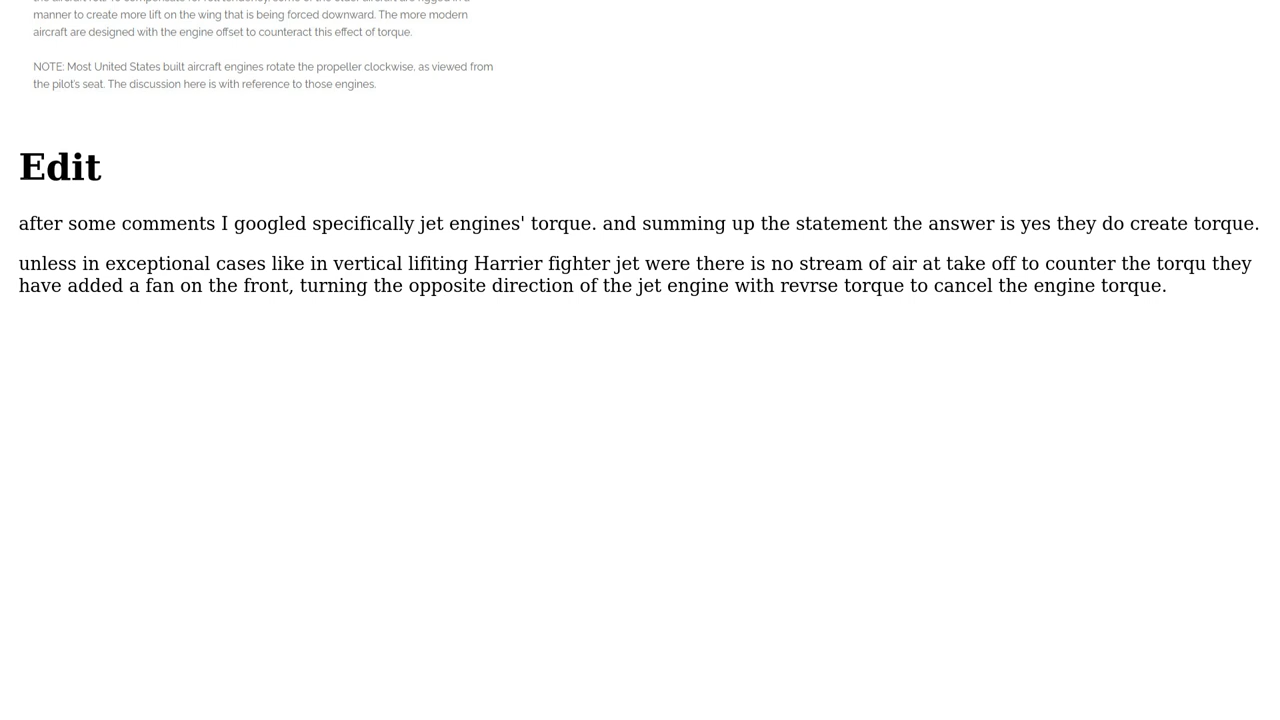 manner to create more lift on the wing that is being forced downward. The more modern
aircraft are designed with the engine offset to counteract this effect of torque.
NOTE: Most United States built aircraft engines rotate the propeller clockwise, as viewed from
the pilot's seat. The discussion here is with reference to those engines.
Edit
after some comments I googled specifically jet engines' torque. and summing up the statement the answer is yes they do create torque.
unless in exceptional cases like in vertical lifiting Harrier fighter jet were there is no stream of air at take off to counter the torqu they
have added a fan on the front, turning the opposite direction of the jet engine with revrse torque to cancel the engine torque.